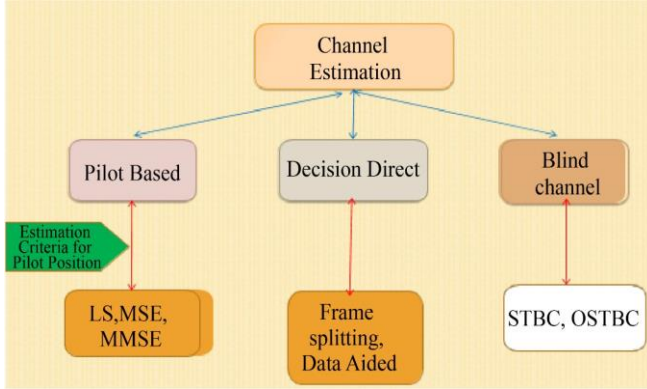 Channel
Estimation
Pilot Based
Decision Direct
Blind
channel
Estimation
Criteria for
Pilot Position
LS,MSE,
MMSE
Frame
splitting,
Data Aided
STBC, OSTBC